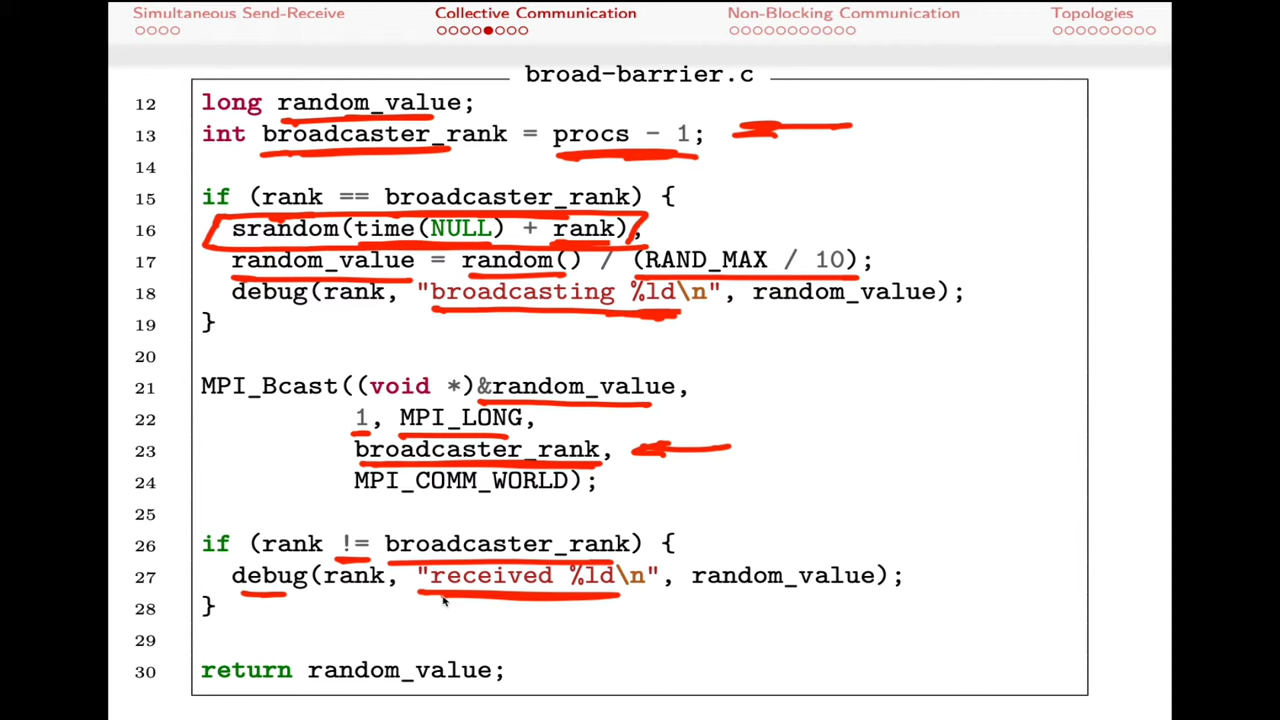 Simultaneous Send-Receive Collective Communication Non-Blocking Communication Topologies
broad-barrier.c
12 long random_value;
13 int broadcaster_rank = procs - 1;
14
15 if (rank == broadcaster_rank) {
16 srandom(time(NULL) + rank);
17 random_value = random() / (RAND_MAX / 10);
18 debug(rank, "broadcasting %ld\n", random_value);
19 }
20
21 MPI_Bcast((void *)&random_value,
22 1, MPI_LONG,
23 broadcaster_rank,
24 MPI_COMM_WORLD);
25
26 if (rank != broadcaster_rank) {
27 debug(rank, "received %ld\n", random_value);
28 }
29
30 return random_value;